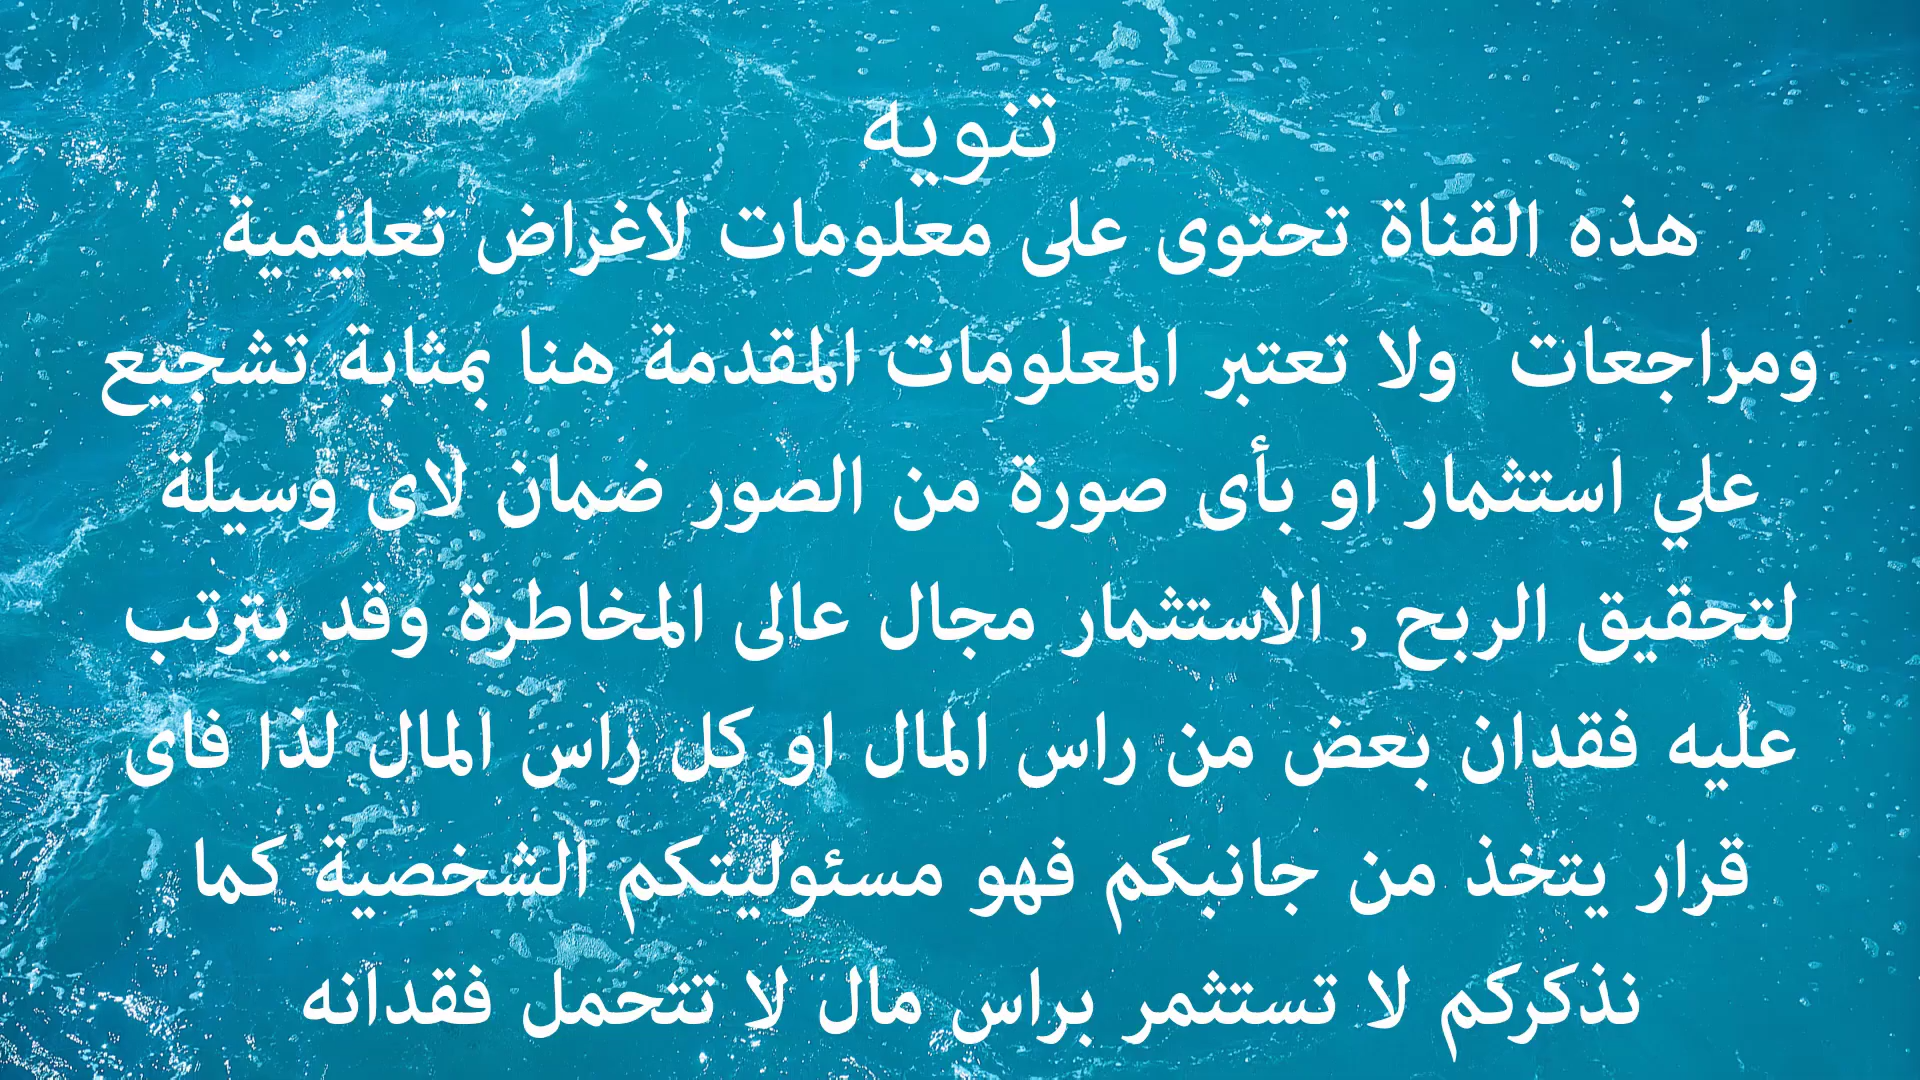 تنويه
هذه القناة تحتوى على معلومات لاغراض تعليمية
ومراجعات  ولا تعتبر المعلومات المقدمة هنا بمثابة تشجيع
علي استثمار او بأى صورة من الصور ضمان لاى وسيلة
لتحقيق الربح , الاستثمار مجال عالى المخاطرة وقد يترتب
عليه فقدان بعض من راس المال او كل راس المال لذا فاى
قرار يتخذ من جانبكم فهو مسئوليتكم الشخصية كما
نذكركم لا تستثمر براس مال لا تتحمل فقدانه